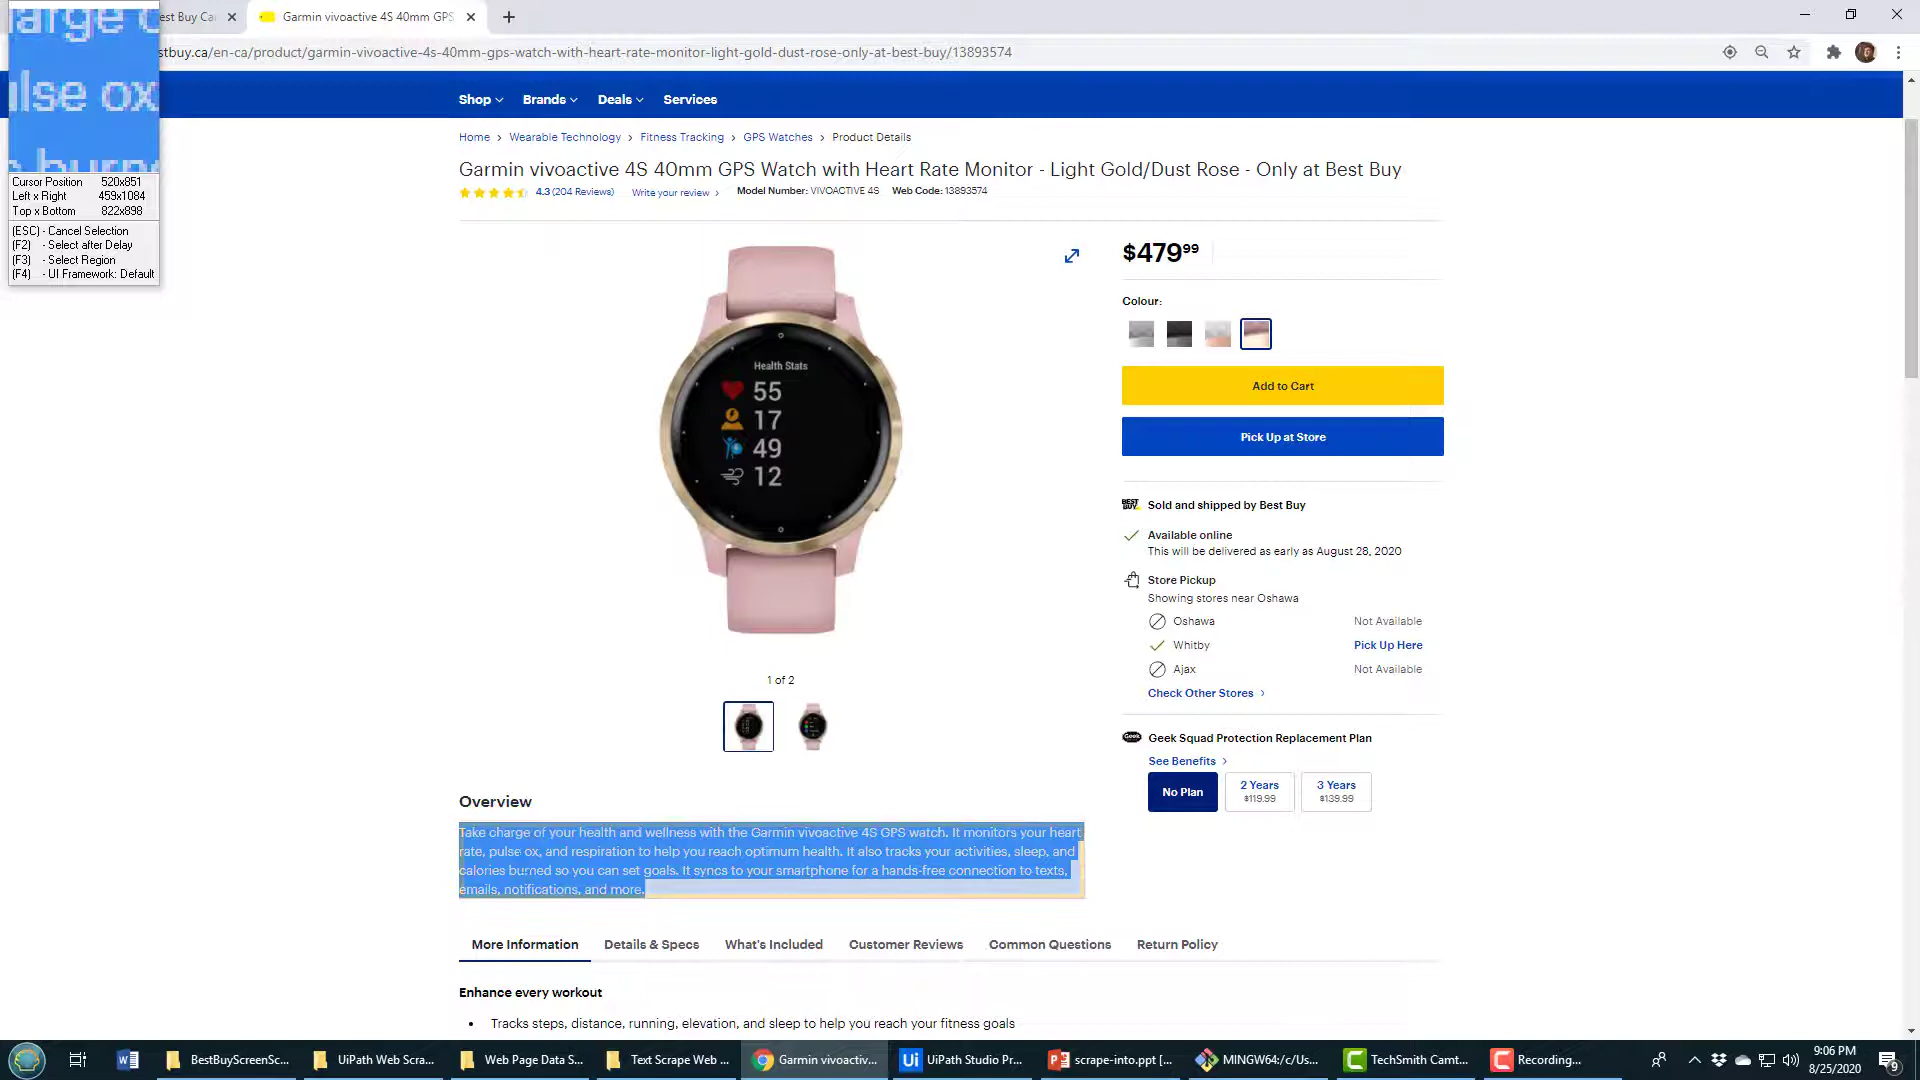 arge c
ulse ox
Cursor Position 520x851
Left x Right 459x1084
Top x Bottom 822x898
(ESC) - Cancel Selection
(F2) - Select after Delay
(F3) - Select Region
(F4) - UI Framework: Default
est Buy Ca
Garmin vivoactive 4S 40mm GPS
stbuy.ca/en-ca/product/garmin-vivoactive-4s-40mm-gps-watch-with-heart-rate-monitor-light-gold-dust-rose-only-at-best-buy/13893574
Shop Brands Deals Services
Home › Wearable Technology › Fitness Tracking › GPS Watches › Product Details
Garmin vivoactive 4S 40mm GPS Watch with Heart Rate Monitor - Light Gold/Dust Rose - Only at Best Buy
4.3 (204 Reviews) Write your review › Model Number: VIVOACTIVE 4S Web Code: 13893574
Health Stats
55
17
49
12
1 of 2
$479.99
Colour:
Add to Cart
Pick Up at Store
BEST BUY Sold and shipped by Best Buy
Available online
This will be delivered as early as August 28, 2020
Store Pickup
Showing stores near Oshawa
Oshawa Not Available
Whitby Pick Up Here
Ajax Not Available
Check Other Stores ›
Geek Squad Protection Replacement Plan
See Benefits ›
No Plan
2 Years
$119.99
3 Years
$139.99
Overview
Take charge of your health and wellness with the Garmin vivoactive 4S GPS watch. It monitors your heart
rate, pulse ox, and respiration to help you reach optimum health. It also tracks your activities, sleep, and
calories burned so you can set goals. It syncs to your smartphone for a hands-free connection to texts,
emails, notifications, and more.
More Information Details & Specs What's Included Customer Reviews Common Questions Return Policy
Enhance every workout
• Tracks steps, distance, running, elevation, and sleep to help you reach your fitness goals
BestBuyScreenSc... UiPath Web Scra... Web Page Data S... Text Scrape Web ... Garmin vivoactiv... UiPath Studio Pr... scrape-into.ppt [... MINGW64:/c/Us... TechSmith Camt... Recording...
9:06 PM
8/25/2020